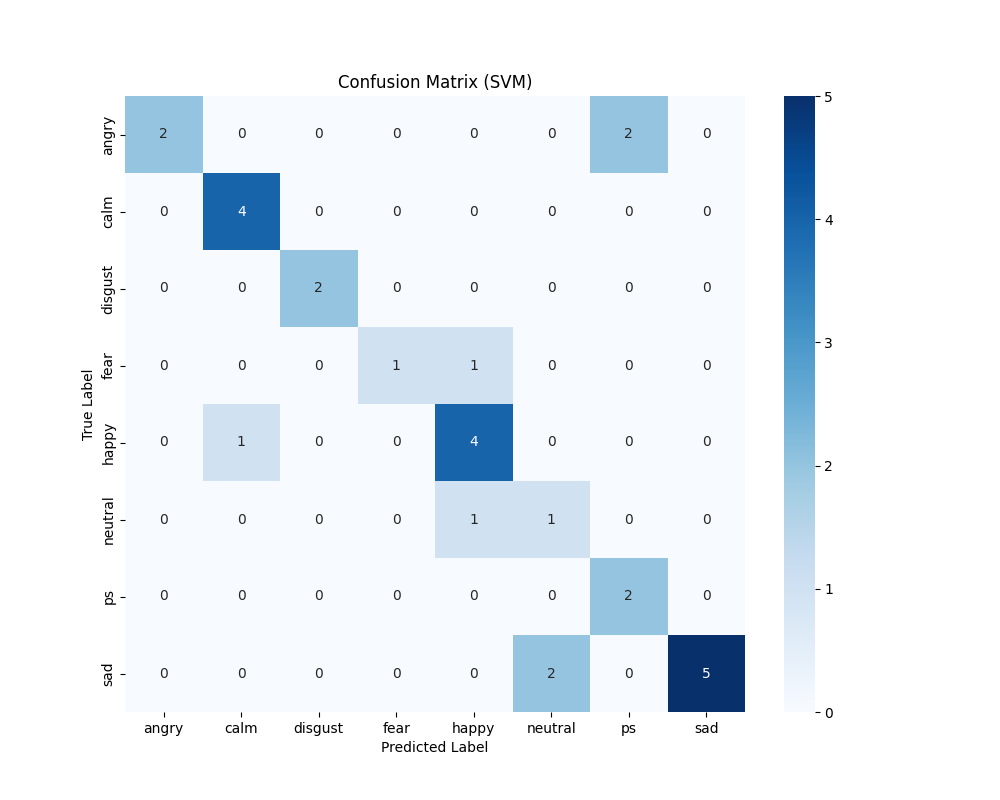 Confusion Matrix (SVM)
angry 2 0 0 0 0 0 2 0
calm 0 4 0 0 0 0 0 0
disgust 0 0 2 0 0 0 0 0
fear 0 0 0 1 1 0 0 0
happy 0 1 0 0 4 0 0 0
neutral 0 0 0 0 1 1 0 0
ps 0 0 0 0 0 0 2 0
sad 0 0 0 0 0 2 0 5
angry calm disgust fear happy neutral ps sad
Predicted Label
True Label
5
4
3
2
1
0